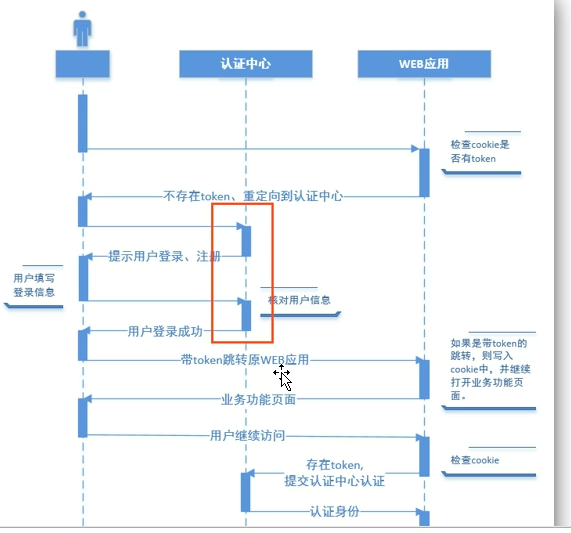 认证中心
WEB应用
检查cookie是
否有token
不存在token、重定向到认证中心
提示用户登录、注册
用户填写
登录信息
核对用户信息
用户登录成功
如果是带token的
跳转，则写入
cookie中，并继续
打开业务功能页
面。
带token跳转原WEB应用
业务功能页面
用户继续访问
检查cookie
存在token,
提交认证中心认证
认证身份